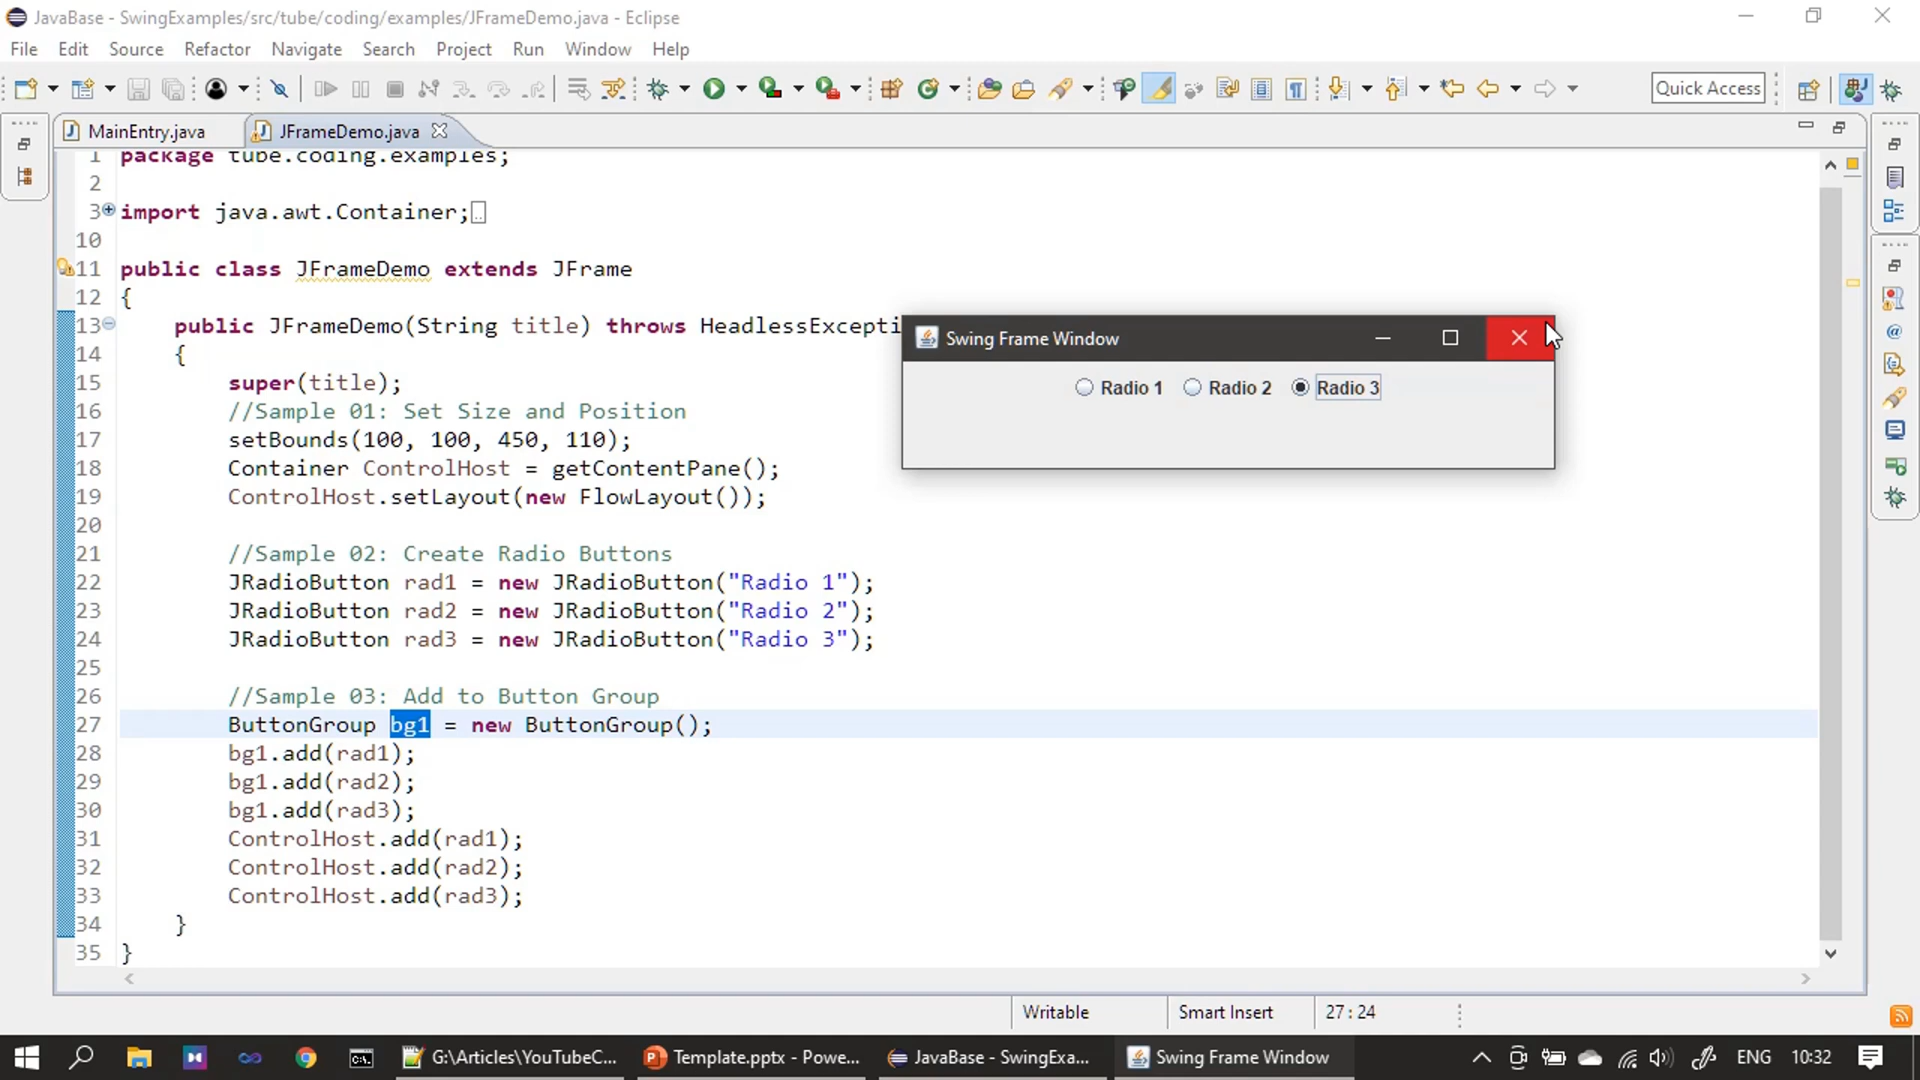 JavaBase - SwingExamples/src/tube/coding/examples/JFrameDemo.java - Eclipse
File Edit Source Refactor Navigate Search Project Run Window Help
Quick Access
MainEntry.java JFrameDemo.java
1 package tube.coding.examples;
2
3 import java.awt.Container;
10
11 public class JFrameDemo extends JFrame
12 {
13 public JFrameDemo(String title) throws HeadlessExcepti
14 {
15 super(title);
16 //Sample 01: Set Size and Position
17 setBounds(100, 100, 450, 110);
18 Container ControlHost = getContentPane();
19 ControlHost.setLayout(new FlowLayout());
20
21 //Sample 02: Create Radio Buttons
22 JRadioButton rad1 = new JRadioButton("Radio 1");
23 JRadioButton rad2 = new JRadioButton("Radio 2");
24 JRadioButton rad3 = new JRadioButton("Radio 3");
25
26 //Sample 03: Add to Button Group
27 ButtonGroup bg1 = new ButtonGroup();
28 bg1.add(rad1);
29 bg1.add(rad2);
30 bg1.add(rad3);
31 ControlHost.add(rad1);
32 ControlHost.add(rad2);
33 ControlHost.add(rad3);
34 }
35 }
Swing Frame Window
Radio 1 Radio 2 Radio 3
Writable Smart Insert 27 : 24
G:\Articles\YouTubeC... Template.pptx - Powe... JavaBase - SwingExa... Swing Frame Window ENG 10:32